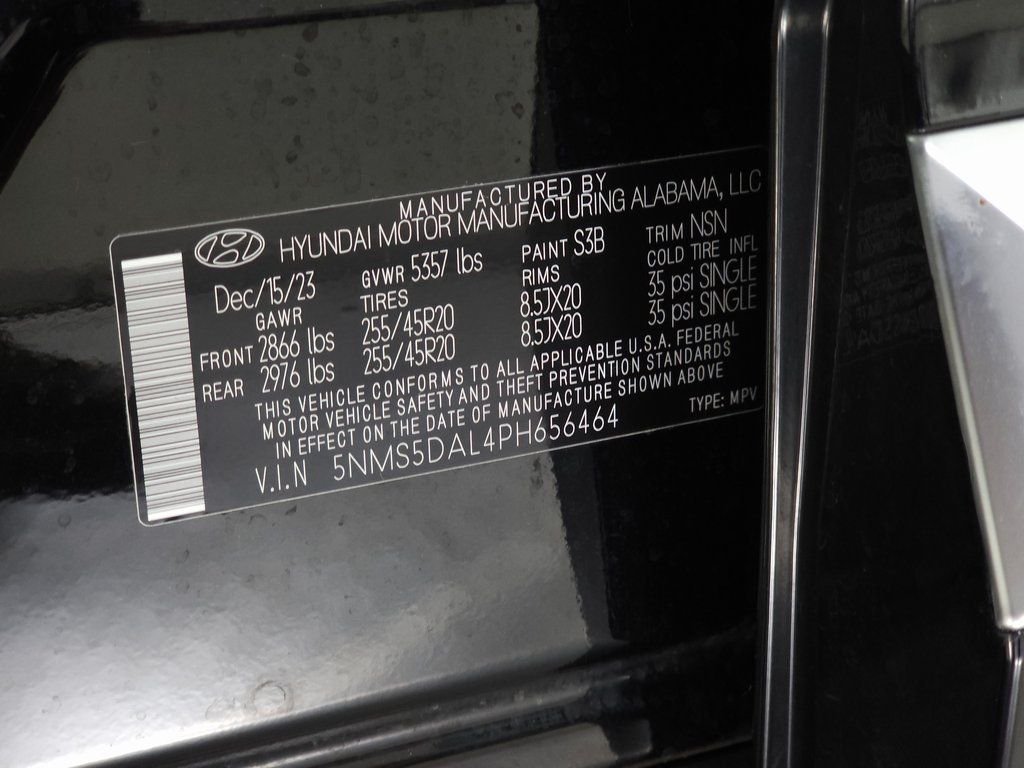 MANUFACTURED BY
HYUNDAI MOTOR MANUFACTURING ALABAMA, LLC
Dec/15/23 GVWR 5357 lbs PAINT S3B TRIM NSN
GAWR TIRES RIMS COLD TIRE INFL
FRONT 2866 lbs 255/45R20 8.5JX20 35 psi SINGLE
REAR 2976 lbs 255/45R20 8.5JX20 35 psi SINGLE
THIS VEHICLE CONFORMS TO ALL APPLICABLE U.S.A. FEDERAL
MOTOR VEHICLE SAFETY AND THEFT PREVENTION STANDARDS
IN EFFECT ON THE DATE OF MANUFACTURE SHOWN ABOVE
V.I.N 5NMS5DAL4PH656464 TYPE: MPV